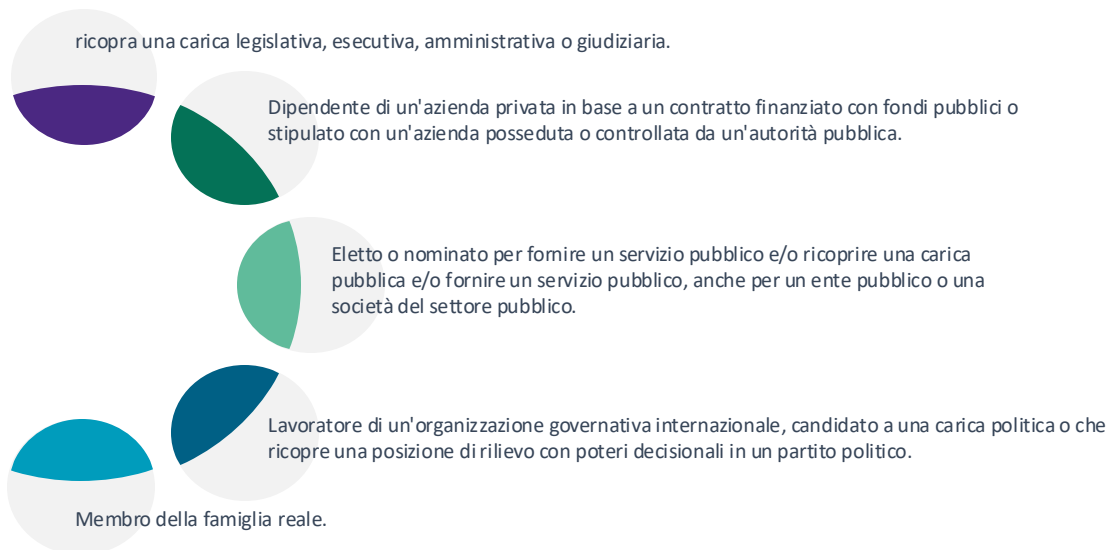 ricopra una carica legislativa, esecutiva, amministrativa o giudiziaria.
Dipendente di un'azienda privata in base a un contratto finanziato con fondi pubblici o
stipulato con un'azienda posseduta o controllata da un'autorità pubblica.
Eletto o nominato per fornire un servizio pubblico e/o ricoprire una carica
pubblica e/o fornire un servizio pubblico, anche per un ente pubblico o una
società del settore pubblico.
Lavoratore di un'organizzazione governativa internazionale, candidato a una carica politica o che
ricopre una posizione di rilievo con poteri decisionali in un partito politico.
Membro della famiglia reale.